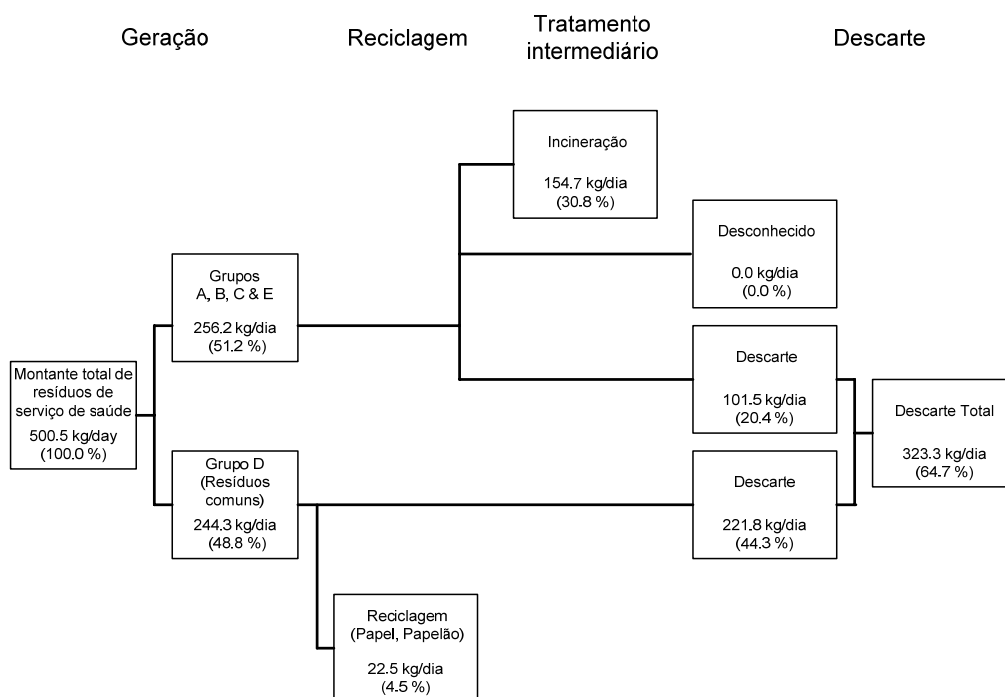 Geração
Reciclagem
Tratamento
intermediário
Descarte
Incineração
154.7 kg/dia
(30.8 %)
Desconhecido
0.0 kg/dia
(0.0 %)
Grupos
A, B, C & E
256.2 kg/dia
(51.2 %)
Descarte
101.5 kg/dia
(20.4 %)
Montante total de
resíduos de
serviço de saúde
500.5 kg/day
(100.0 %)
Descarte Total
323.3 kg/dia
(64.7 %)
Grupo D
(Resíduos
comuns)
244.3 kg/dia
(48.8 %)
Descarte
221.8 kg/dia
(44.3 %)
Reciclagem
(Papel, Papelão)
22.5 kg/dia
(4.5 %)